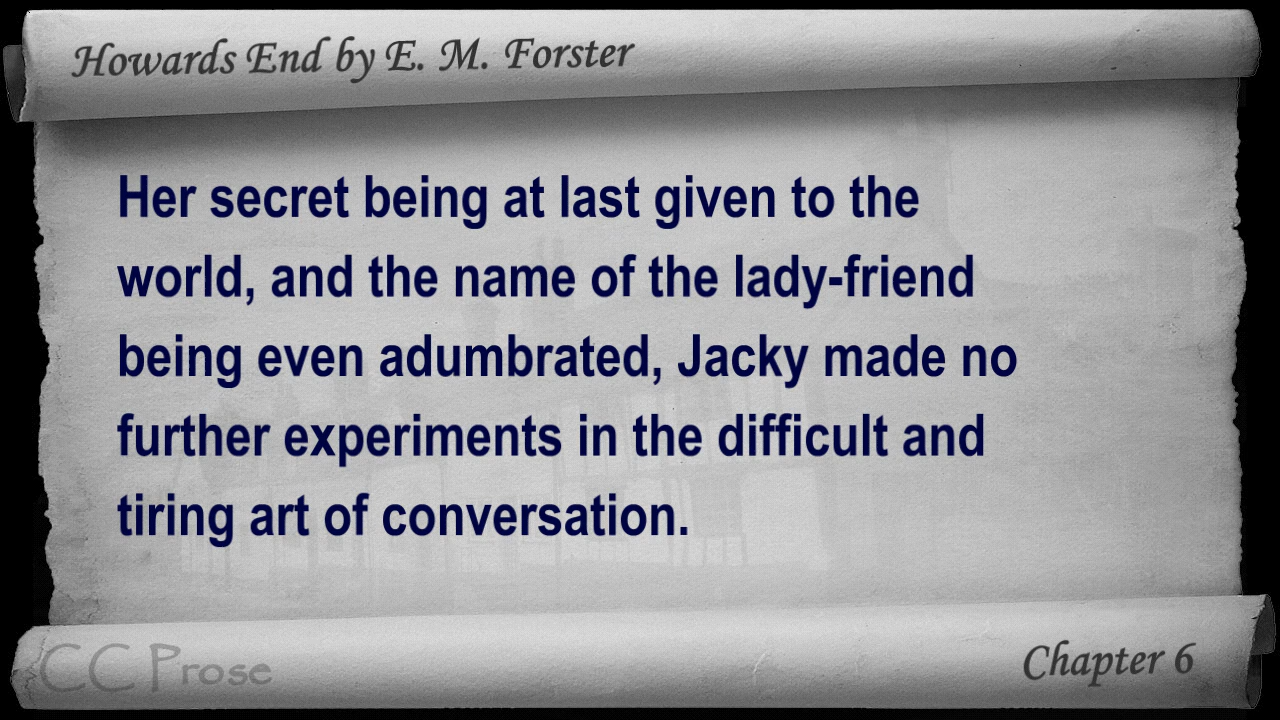 Howards End by E. M. Forster
Her secret being at last given to the
world, and the name of the lady-friend
being even adumbrated, Jacky made no
further experiments in the difficult and
tiring art of conversation.
CC Prose
Chapter 6